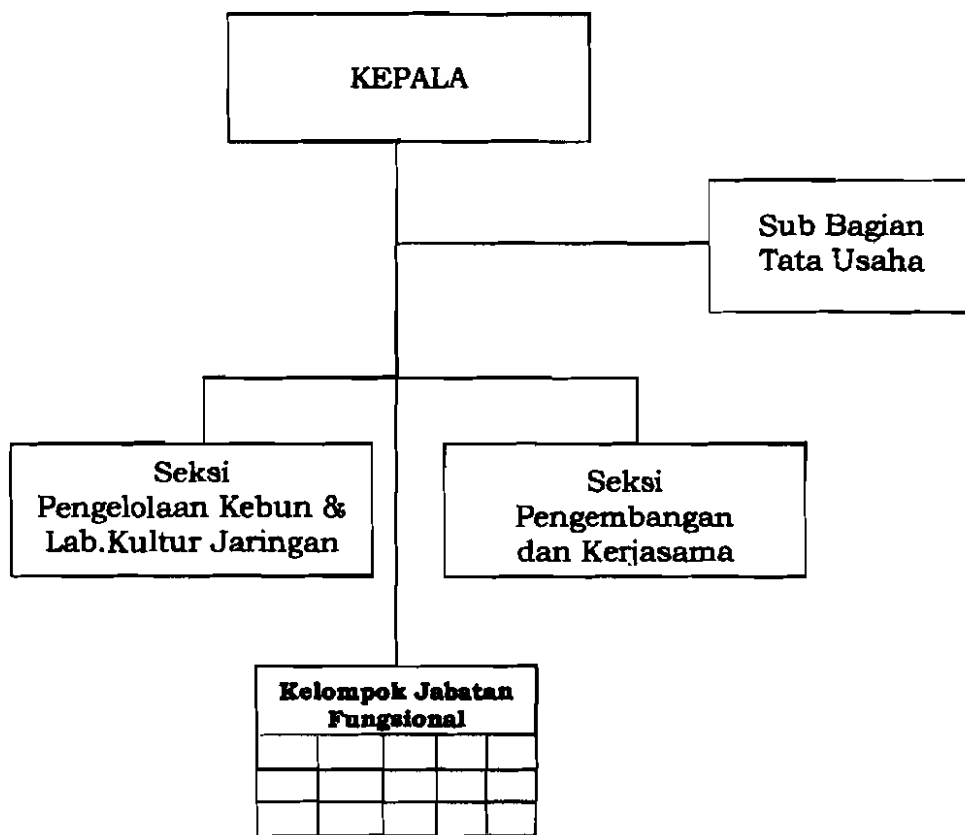 KEPALA
Sub Bagian
Tata Usaha
Seksi
Pengelolaan Kebun &
Lab.Kultur Jaringan
Seksi
Pengembangan
dan Kerjasama
Kelompok Jabatan
Fungsional